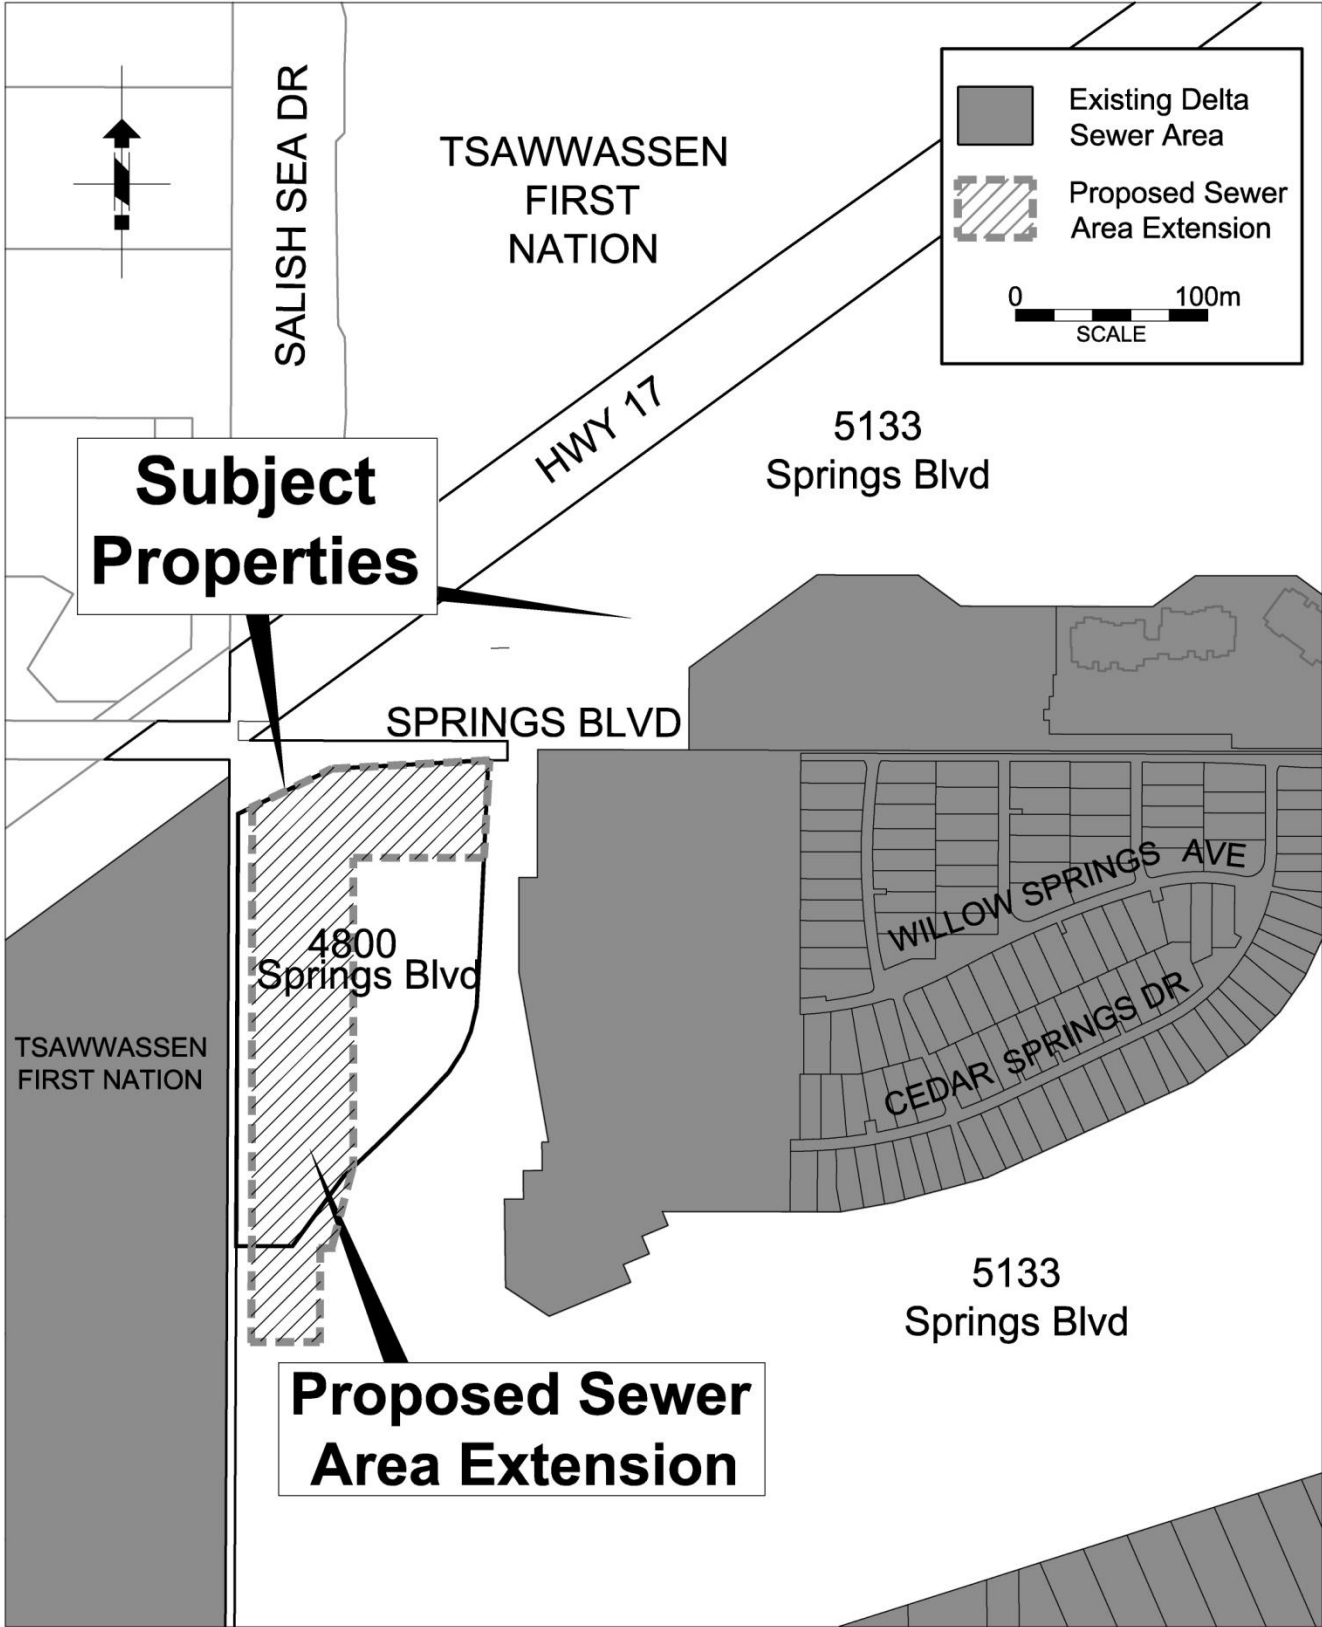 SALISH SEA DR
TSAWWASSEN
FIRST
NATION
Existing Delta
Sewer Area
Proposed Sewer
Area Extension
0 100m
SCALE
HWY 17
5133
Springs Blvd
Subject
Properties
SPRINGS BLVD
WILLOW SPRINGS AVE
4800
Springs Blvd
CEDAR SPRINGS DR
TSAWWASSEN
FIRST NATION
5133
Springs Blvd
Proposed Sewer
Area Extension